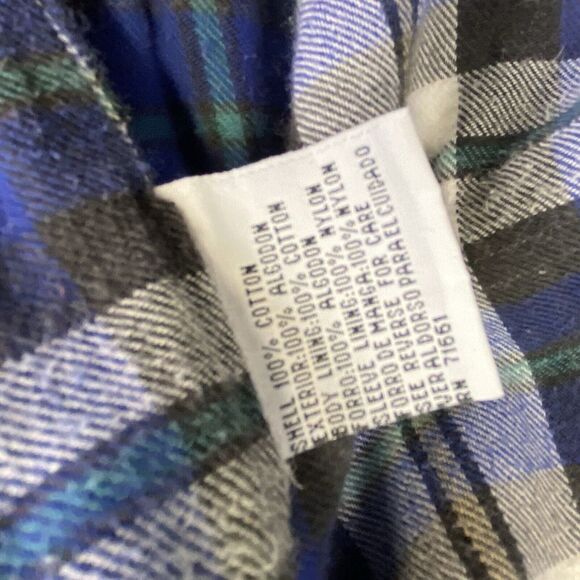 SHELL 100% COTTON
EXTERIOR:100% ALGODON
BODY LINING:100% COTTON
FORRO:100% ALGODON
SLEEVE LINING:100% NYLON
FORRO DE MANGA:100% NYLON
SEE REVERSE FOR CARE
VER AL DORSO PARA EL CUIDADO
RN 71661